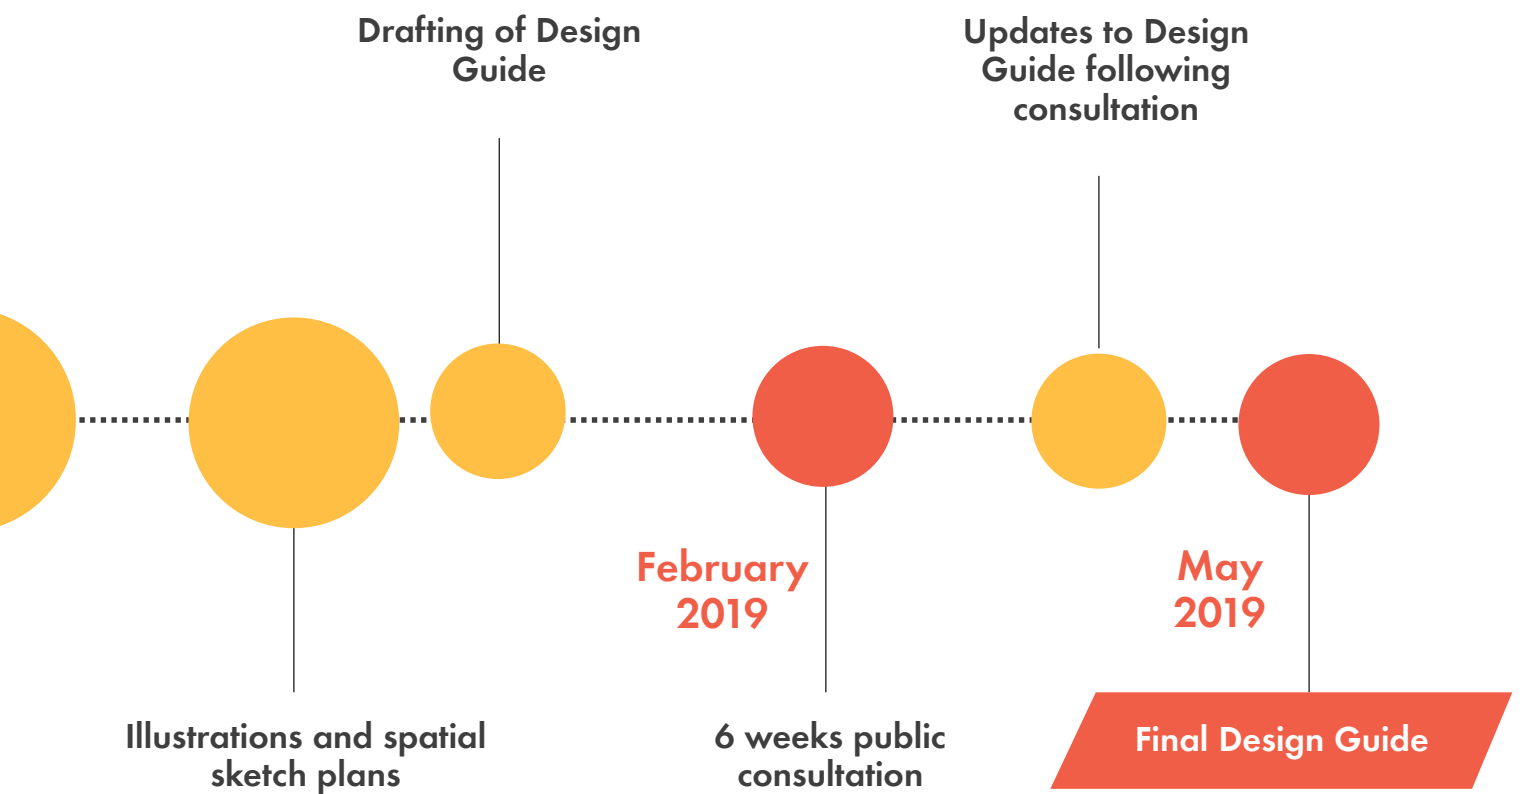 Drafting of Design
Guide
Updates to Design
Guide following
consultation
February
2019
May
2019
Illustrations and spatial
sketch plans
6 weeks public
consultation
Final Design Guide